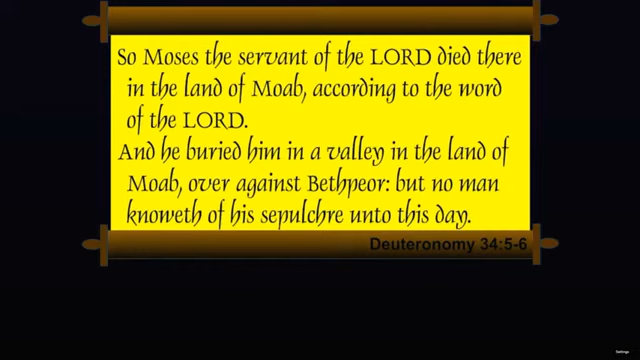 So Moses the servant of the LORD died there
in the land of Moab, according to the word
of the LORD.
And he buried him in a valley in the land of
Moab, over against Bethpeor: but no man
knoweth of his sepulchre unto this day.
Deuteronomy 34:5-6
Settings